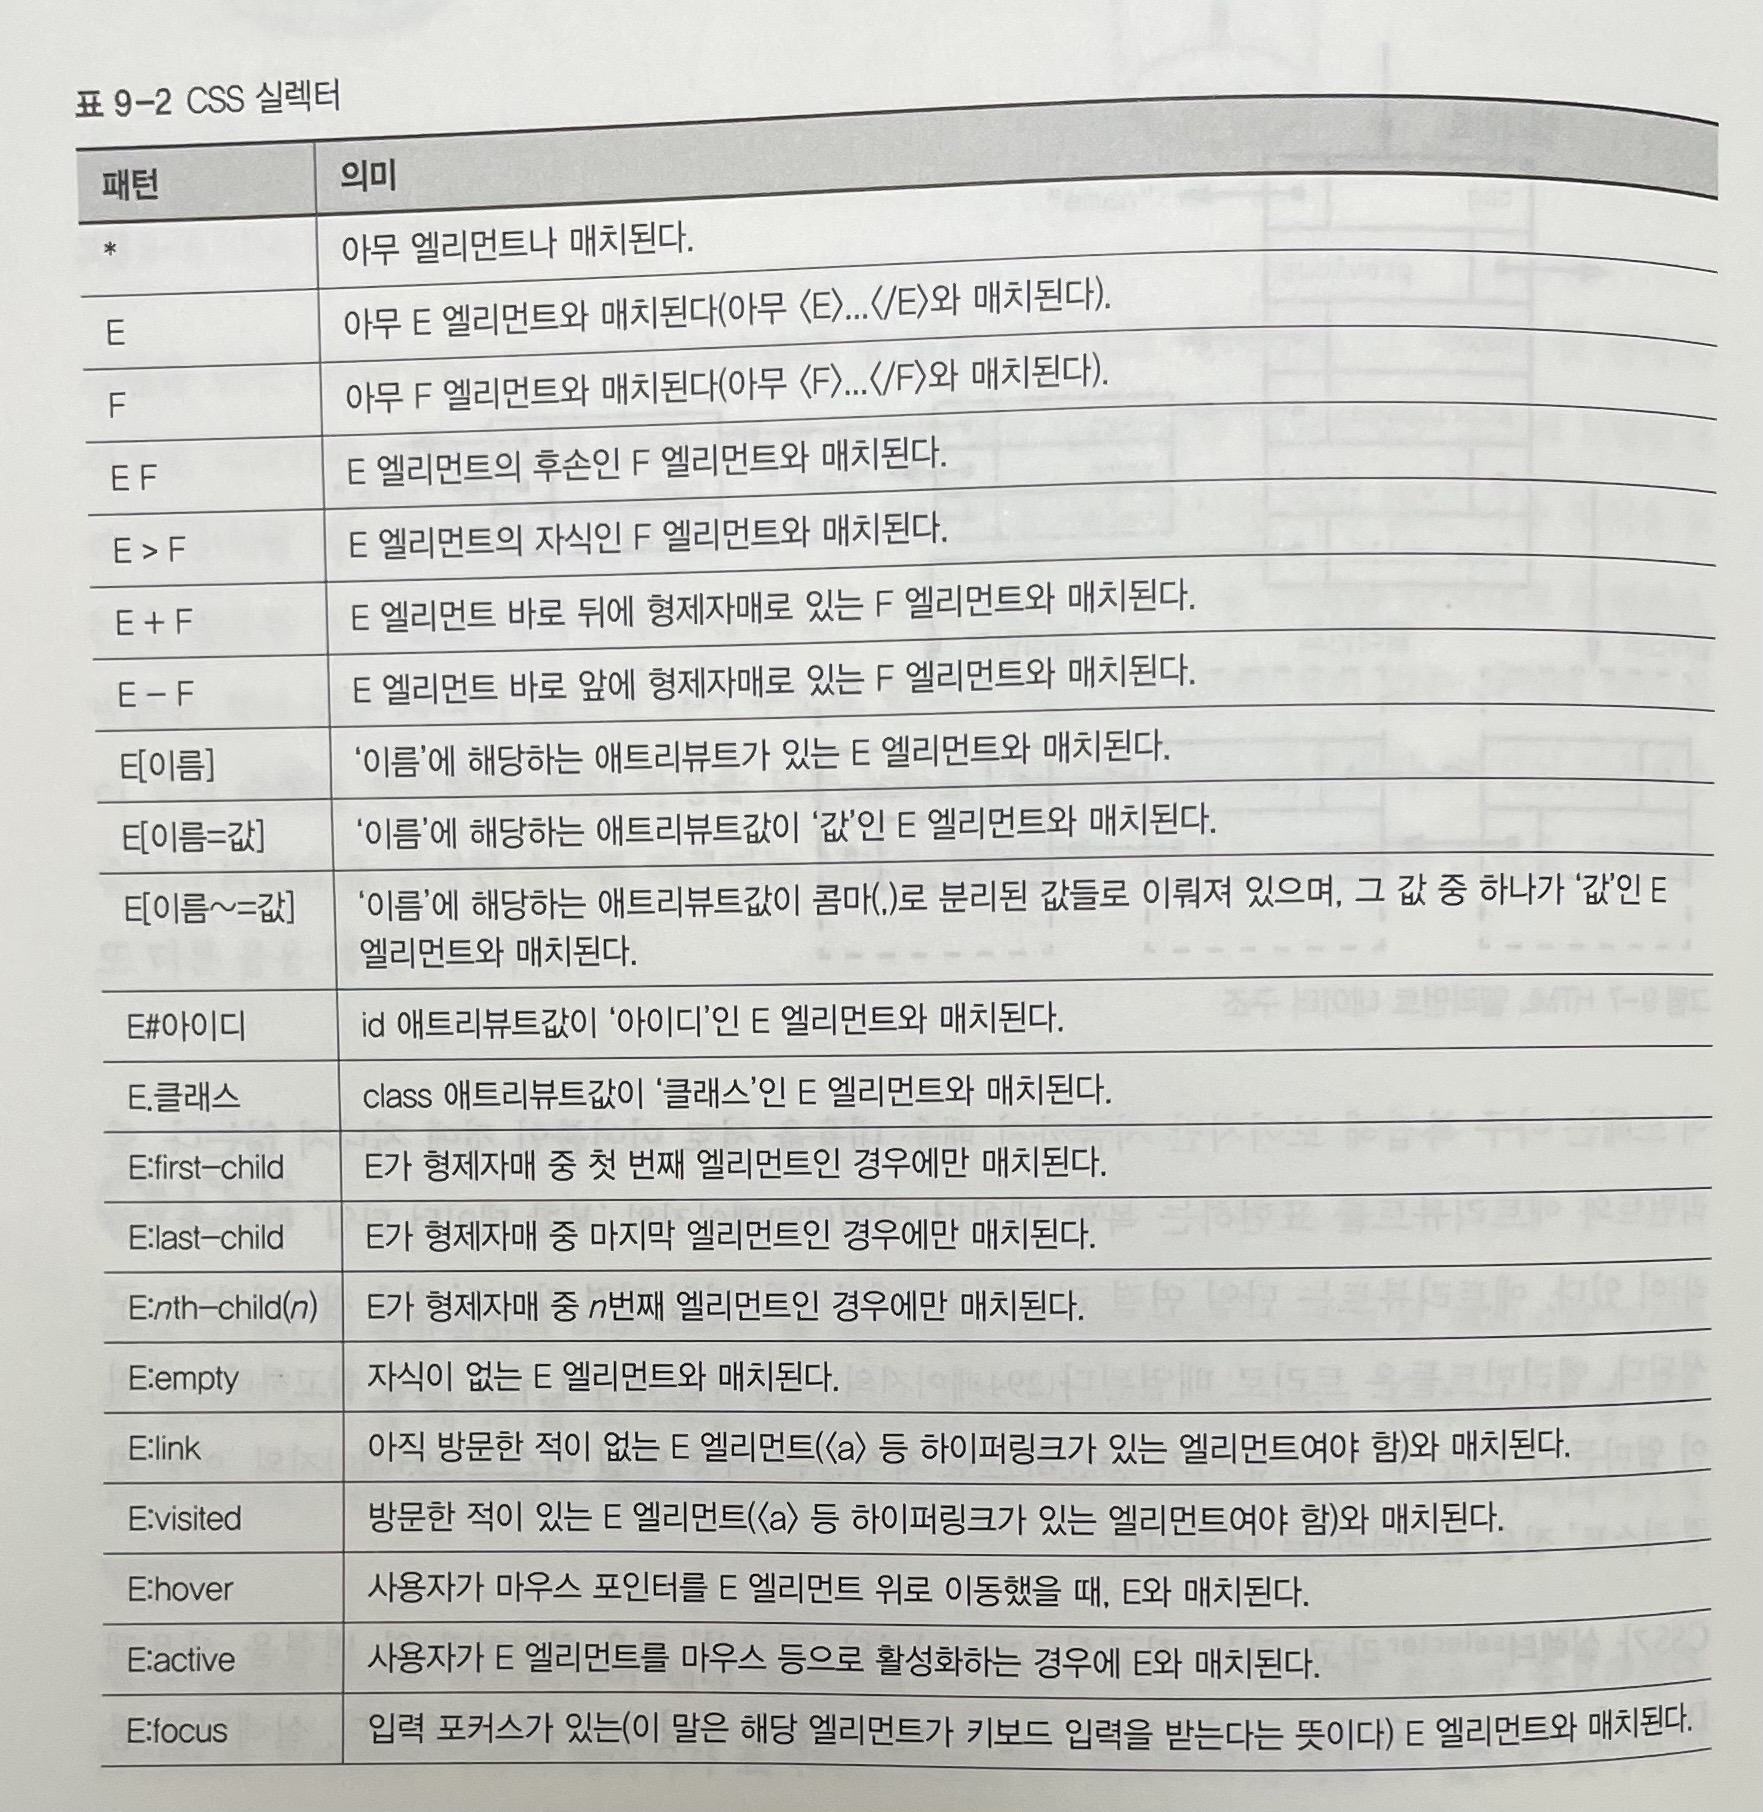 표 9-2 CSS 실렉터
패턴 의미
* 아무 엘리먼트나 매치된다.
E 아무 E 엘리먼트와 매치된다(아무 〈E〉...〈/E〉와 매치된다).
F 아무 F 엘리먼트와 매치된다(아무 〈F〉...〈/F〉와 매치된다).
E F E 엘리먼트의 후손인 F 엘리먼트와 매치된다.
E > F E 엘리먼트의 자식인 F 엘리먼트와 매치된다.
E + F E 엘리먼트 바로 뒤에 형제자매로 있는 F 엘리먼트와 매치된다.
E - F E 엘리먼트 바로 앞에 형제자매로 있는 F 엘리먼트와 매치된다.
E[이름] ‘이름’에 해당하는 애트리뷰트가 있는 E 엘리먼트와 매치된다.
E[이름=값] ‘이름’에 해당하는 애트리뷰트값이 ‘값’인 E 엘리먼트와 매치된다.
E[이름~=값] ‘이름’에 해당하는 애트리뷰트값이 콤마(,)로 분리된 값들로 이뤄져 있으며, 그 값 중 하나가 ‘값’인 E
엘리먼트와 매치된다.
E#아이디 id 애트리뷰트값이 ‘아이디’인 E 엘리먼트와 매치된다.
E.클래스 class 애트리뷰트값이 ‘클래스’인 E 엘리먼트와 매치된다.
E:first-child E가 형제자매 중 첫 번째 엘리먼트인 경우에만 매치된다.
E:last-child E가 형제자매 중 마지막 엘리먼트인 경우에만 매치된다.
E:nth-child(n) E가 형제자매 중 n번째 엘리먼트인 경우에만 매치된다.
E:empty 자식이 없는 E 엘리먼트와 매치된다.
E:link 아직 방문한 적이 없는 E 엘리먼트(〈a〉 등 하이퍼링크가 있는 엘리먼트여야 함)와 매치된다.
E:visited 방문한 적이 있는 E 엘리먼트(〈a〉 등 하이퍼링크가 있는 엘리먼트여야 함)와 매치된다.
E:hover 사용자가 마우스 포인터를 E 엘리먼트 위로 이동했을 때, E와 매치된다.
E:active 사용자가 E 엘리먼트를 마우스 등으로 활성화하는 경우에 E와 매치된다.
E:focus 입력 포커스가 있는(이 말은 해당 엘리먼트가 키보드 입력을 받는다는 뜻이다) E 엘리먼트와 매치된다.